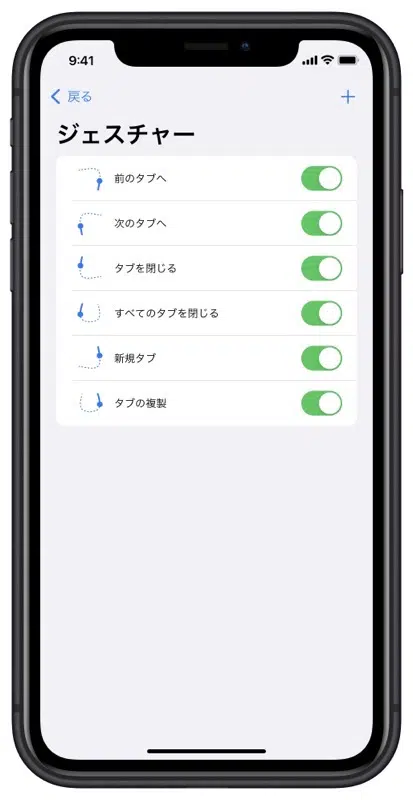 9:41
戻る
ジェスチャー
前のタブへ
次のタブへ
タブを閉じる
すべてのタブを閉じる
新規タブ
タブの複製